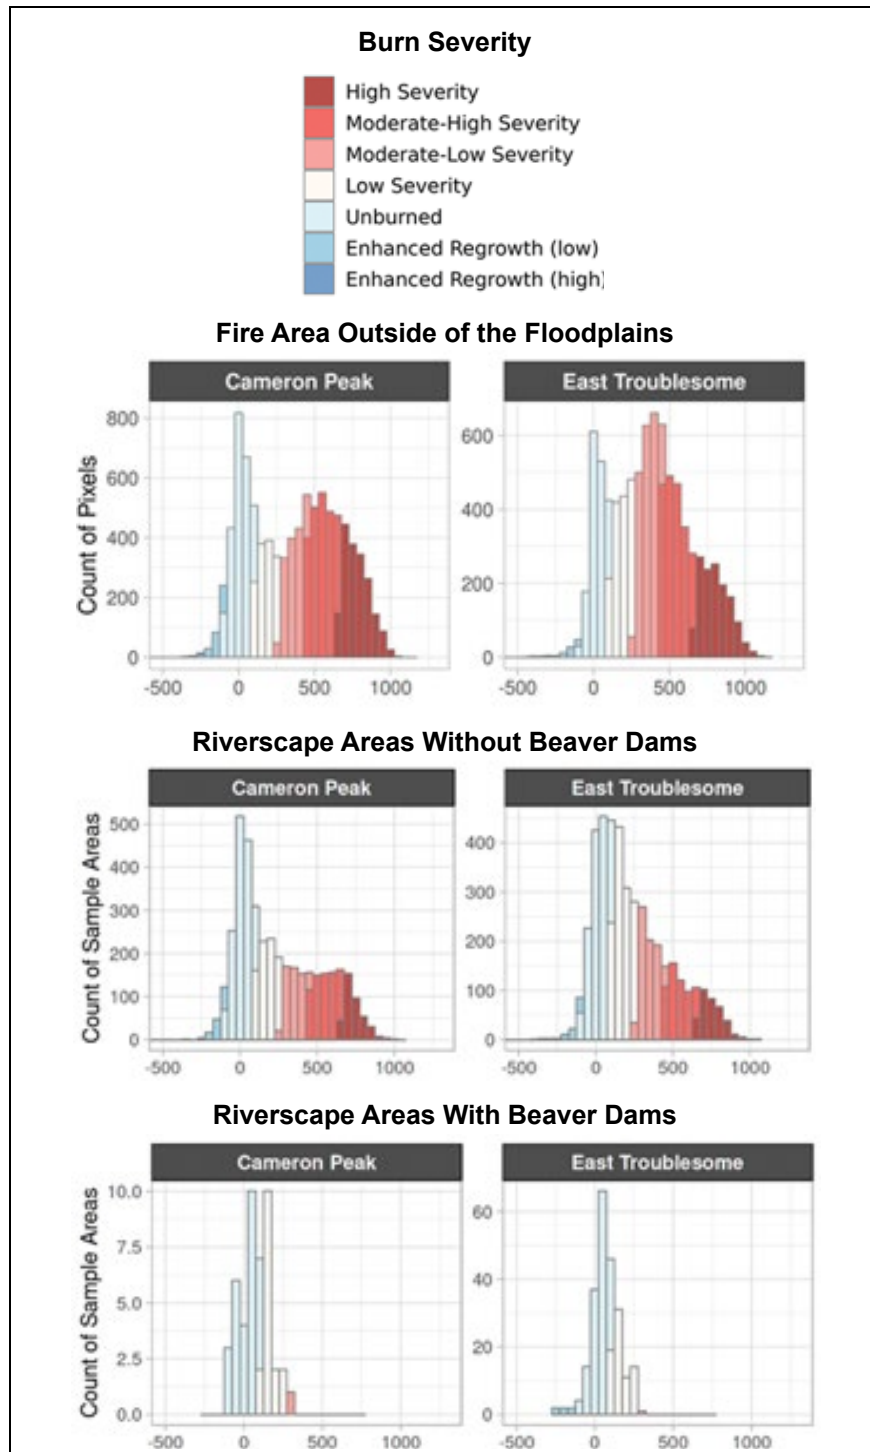 Burn Severity
High Severity
Moderate-High Severity
Moderate-Low Severity
Low Severity
Unburned
Enhanced Regrowth (low)
Enhanced Regrowth (high)
Fire Area Outside of the Floodplains
Cameron Peak
East Troublesome
Count of Pixels
800
600
400
200
0
600
400
200
0
-500 0 500 1000
-500 0 500 1000
Riverscape Areas Without Beaver Dams
Cameron Peak
East Troublesome
Count of Sample Areas
500
400
300
200
100
0
400
300
200
100
0
-500 0 500 1000
-500 0 500 1000
Riverscape Areas With Beaver Dams
Cameron Peak
East Troublesome
Count of Sample Areas
10.0
7.5
5.0
2.5
0.0
60
40
20
0
-500 0 500 1000
-500 0 500 1000